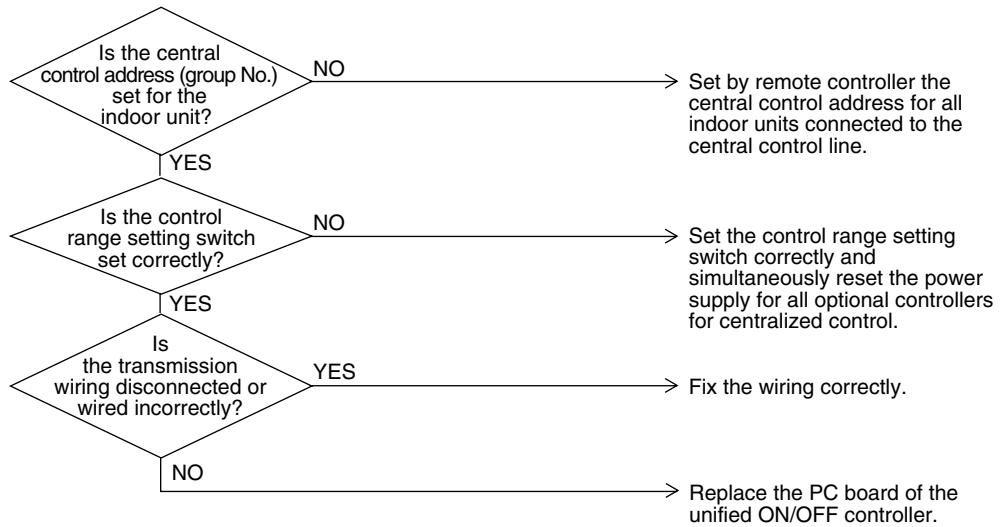 Is the central
control address (group No.)
set for the
indoor unit?
NO
Set by remote controller the
central control address for all
indoor units connected to the
central control line.
YES
Is the control
range setting switch
set correctly?
NO
Set the control range setting
switch correctly and
simultaneously reset the power
supply for all optional controllers
for centralized control.
YES
Is
the transmission
wiring disconnected or
wired incorrectly?
YES
Fix the wiring correctly.
NO
Replace the PC board of the
unified ON/OFF controller.